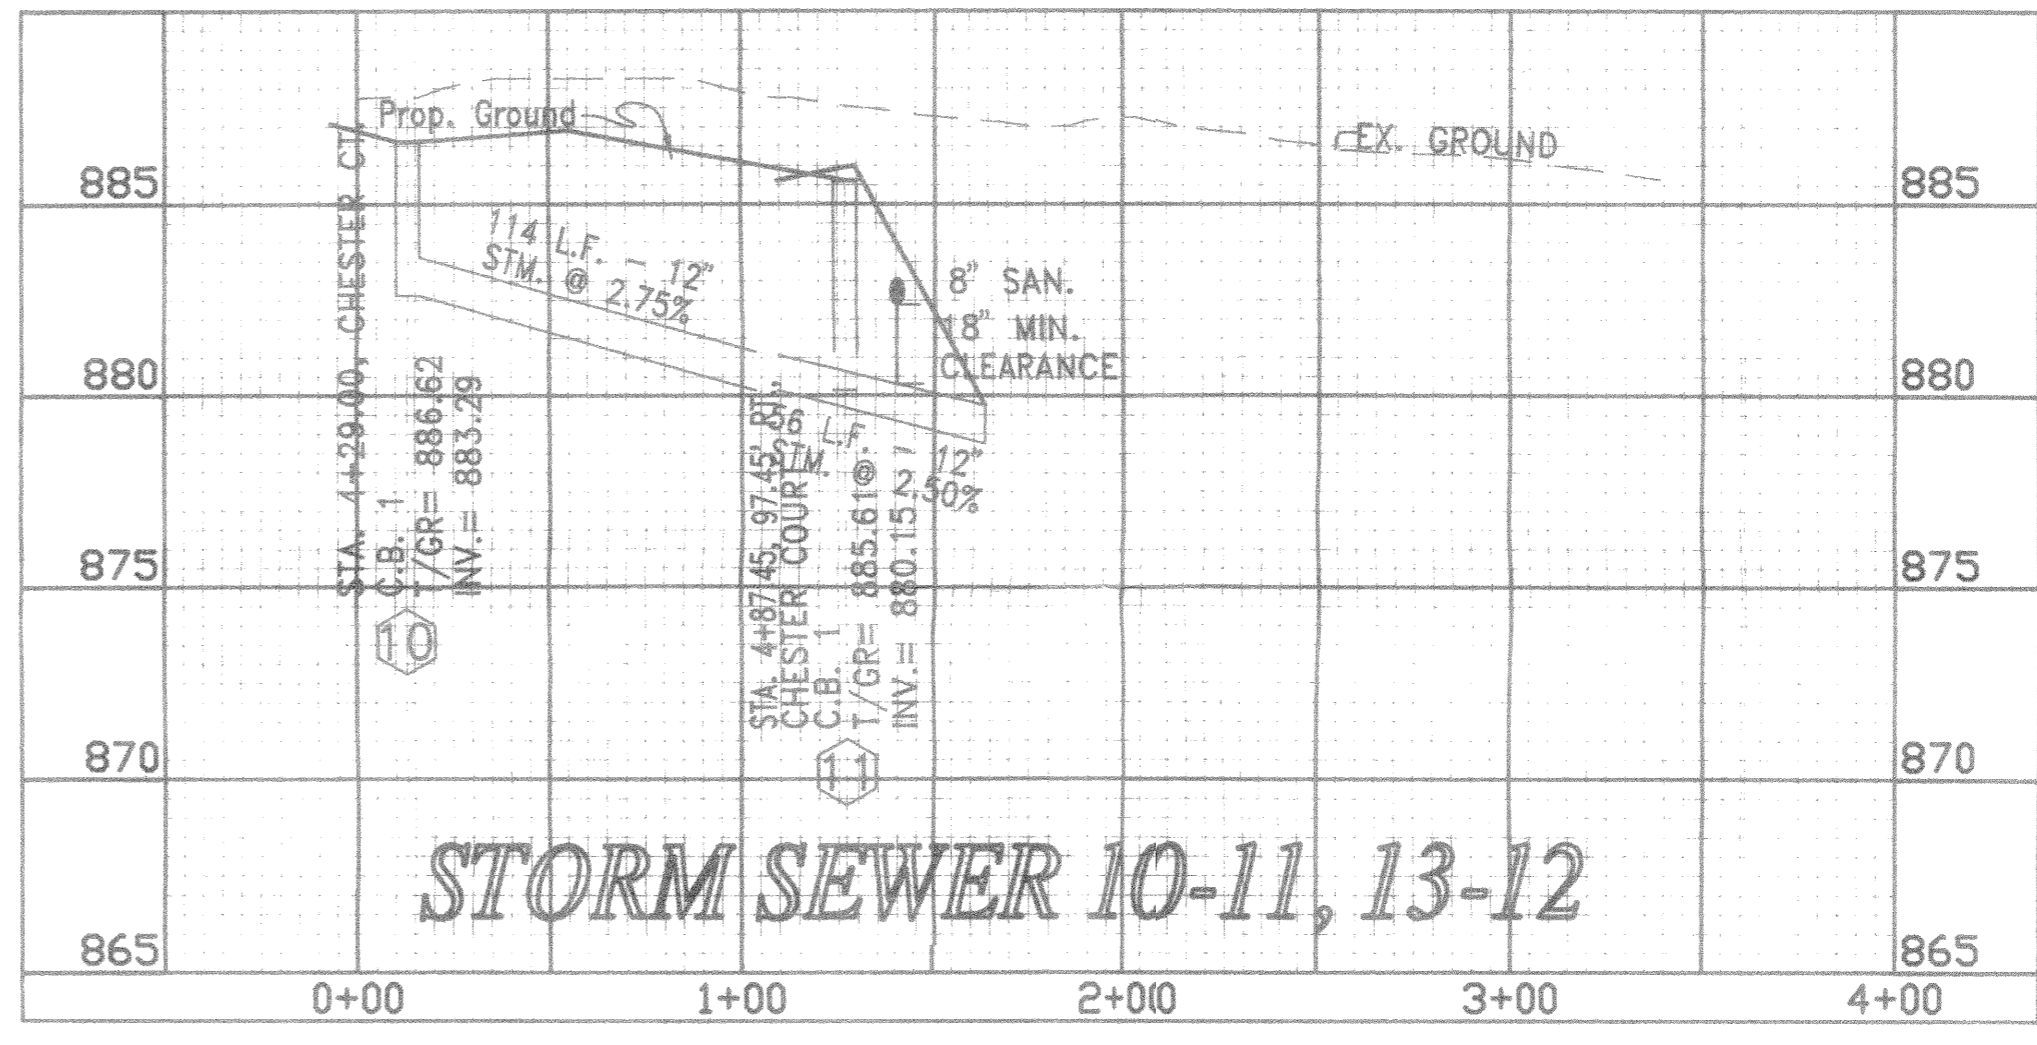 Prop. Ground
EX. GROUND
885
885
114 L.F. – 12"
STM. @ 2.75%
8" SAN.
18" MIN.
CLEARANCE
880
880
STA. 4+29.00, CHESTER CT.
C.B. 1
T/GR= 886.62
INV.= 883.29
10
L.F. – 12"
STM. @ 2.50%
STA. 4+87.45, 97.45' RT.,
CHESTER COURT
C.B. 1
T/GR= 885.61
INV.= 880.15
11
875
875
870
870
STORM SEWER 10-11, 13-12
865
865
0+00
1+00
2+00
3+00
4+00